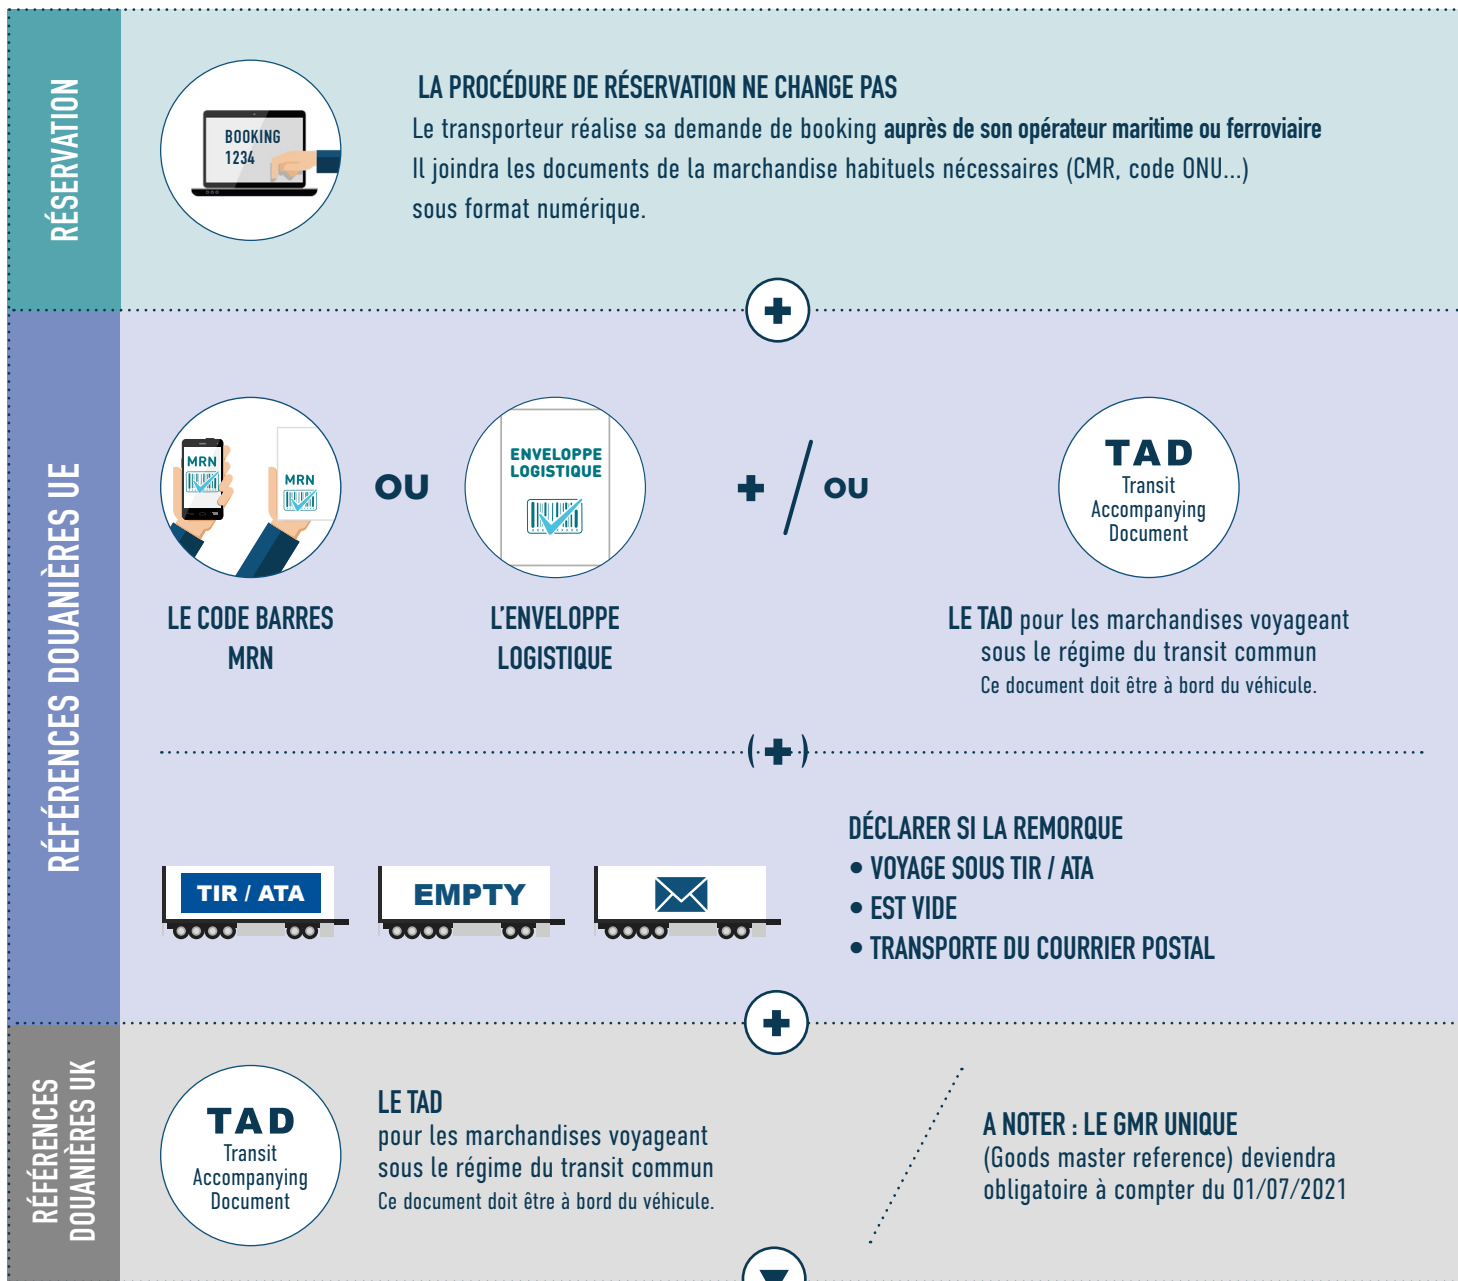 RÉSERVATION
BOOKING
1234
LA PROCÉDURE DE RÉSERVATION NE CHANGE PAS
Le transporteur réalise sa demande de booking auprès de son opérateur maritime ou ferroviaire
Il joindra les documents de la marchandise habituels nécessaires (CMR, code ONU...)
sous format numérique.
RÉFÉRENCES DOUANIÈRES UE
MRN
MRN
OU
ENVELOPPE
LOGISTIQUE
+ / OU
TAD
Transit
Accompanying
Document
LE CODE BARRES
MRN
L'ENVELOPPE
LOGISTIQUE
LE TAD pour les marchandises voyageant
sous le régime du transit commun
Ce document doit être à bord du véhicule.
(+)
TIR / ATA
EMPTY
DÉCLARER SI LA REMORQUE
• VOYAGE SOUS TIR / ATA
• EST VIDE
• TRANSPORTE DU COURRIER POSTAL
RÉFÉRENCES
DOUANIÈRES UK
TAD
Transit
Accompanying
Document
LE TAD
pour les marchandises voyageant
sous le régime du transit commun
Ce document doit être à bord du véhicule.
A NOTER : LE GMR UNIQUE
(Goods master reference) deviendra
obligatoire à compter du 01/07/2021